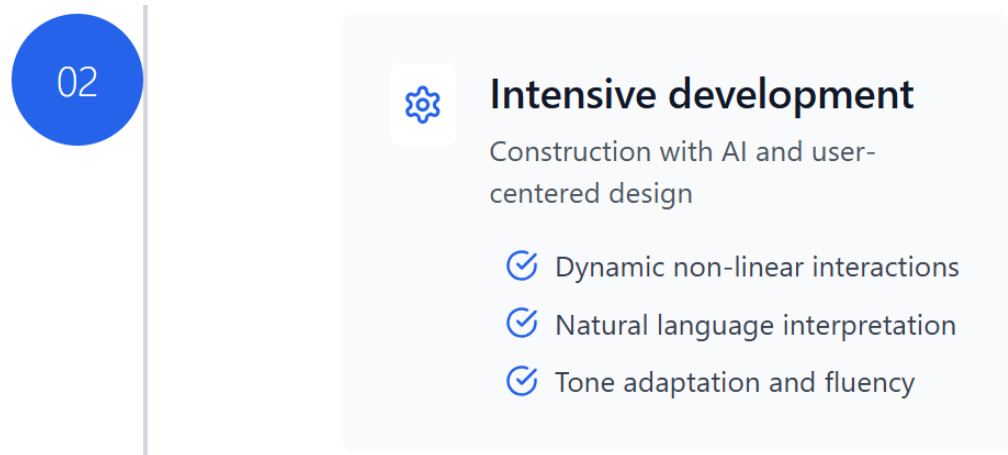 02
Intensive development
Construction with AI and user-
centered design
Dynamic non-linear interactions
Natural language interpretation
Tone adaptation and fluency